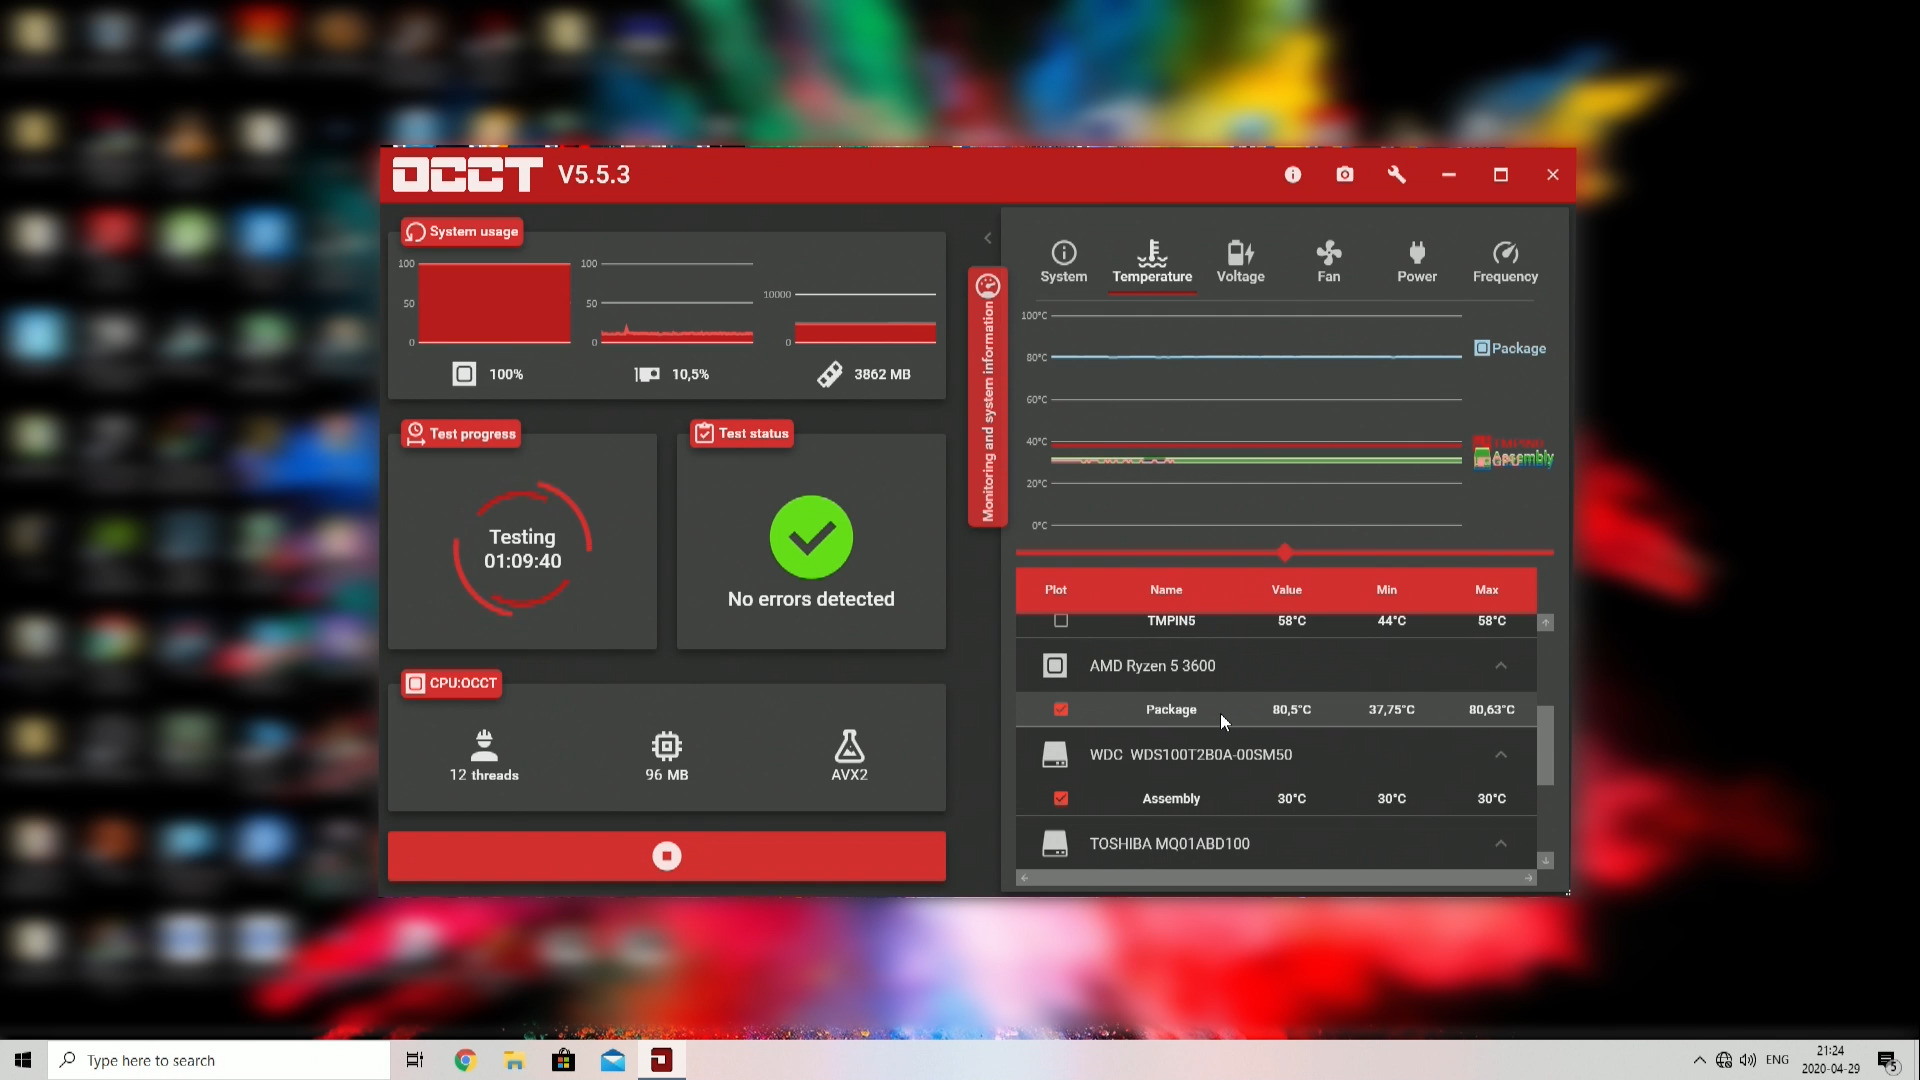 OCCT V5.5.3
System usage
100
50
0
100
50
0
10000
0
100%
10,5%
3862 MB
Test progress
Testing
01:09:40
Test status
No errors detected
CPU:OCCT
12 threads
96 MB
AVX2
Monitoring and system information
System
Temperature
Voltage
Fan
Power
Frequency
100°C
80°C
60°C
40°C
20°C
0°C
Package
Assembly
Plot Name Value Min Max
TMPIN5 58°C 44°C 58°C
AMD Ryzen 5 3600
Package 80,5°C 37,75°C 80,63°C
WDC WDS100T2B0A-00SM50
Assembly 30°C 30°C 30°C
TOSHIBA MQ01ABD100
Type here to search
ENG
21:24
2020-04-29
5